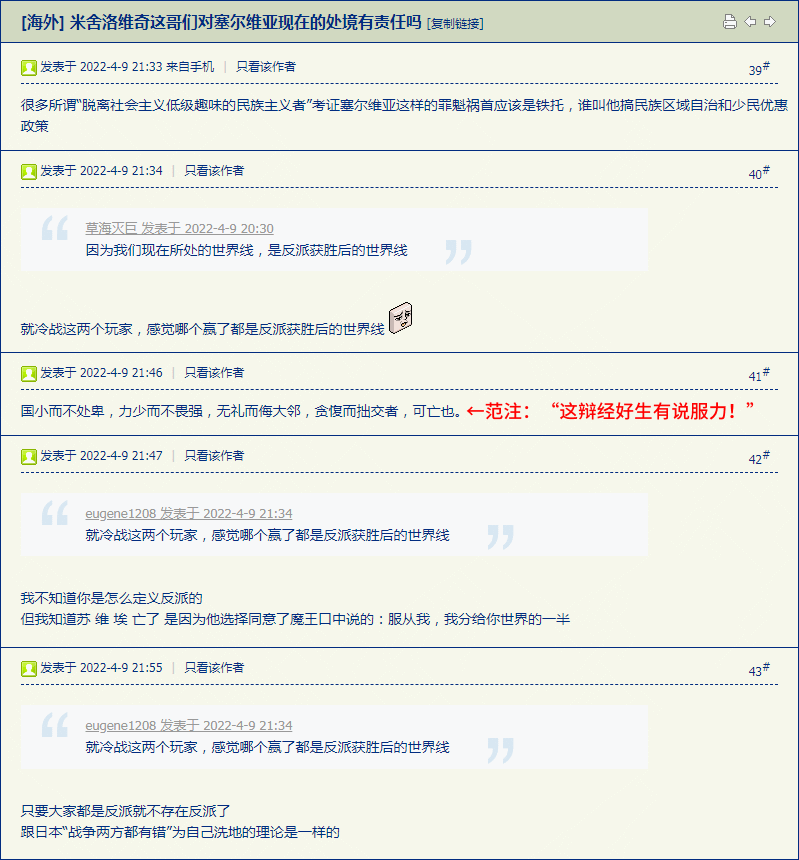 [海外] 米舍洛维奇这哥们对塞尔维亚现在的处境有责任吗 [复制链接]
发表于 2022-4-9 21:33 来自手机 | 只看该作者 39#
很多所谓“脱离社会主义低级趣味的民族主义者”考证塞尔维亚这样的罪魁祸首应该是铁托，谁叫他搞民族区域自治和少民优惠
政策
发表于 2022-4-9 21:34 | 只看该作者 40#
草海灭巨 发表于 2022-4-9 20:30
因为我们现在所处的世界线，是反派获胜后的世界线
就冷战这两个玩家，感觉哪个赢了都是反派获胜后的世界线
发表于 2022-4-9 21:46 | 只看该作者 41#
国小而不处卑，力少而不畏强，无礼而侮大邻，贪愎而拙交者，可亡也。←范注：“这辩经好生有说服力！”
发表于 2022-4-9 21:47 | 只看该作者 42#
eugene1208 发表于 2022-4-9 21:34
就冷战这两个玩家，感觉哪个赢了都是反派获胜后的世界线
我不知道你是怎么定义反派的
但我知道苏 维 埃 亡了 是因为他选择同意了魔王口中说的：服从我，我分给你世界的一半
发表于 2022-4-9 21:55 | 只看该作者 43#
eugene1208 发表于 2022-4-9 21:34
就冷战这两个玩家，感觉哪个赢了都是反派获胜后的世界线
只要大家都是反派就不存在反派了
跟日本“战争两方都有错”为自己洗地的理论是一样的